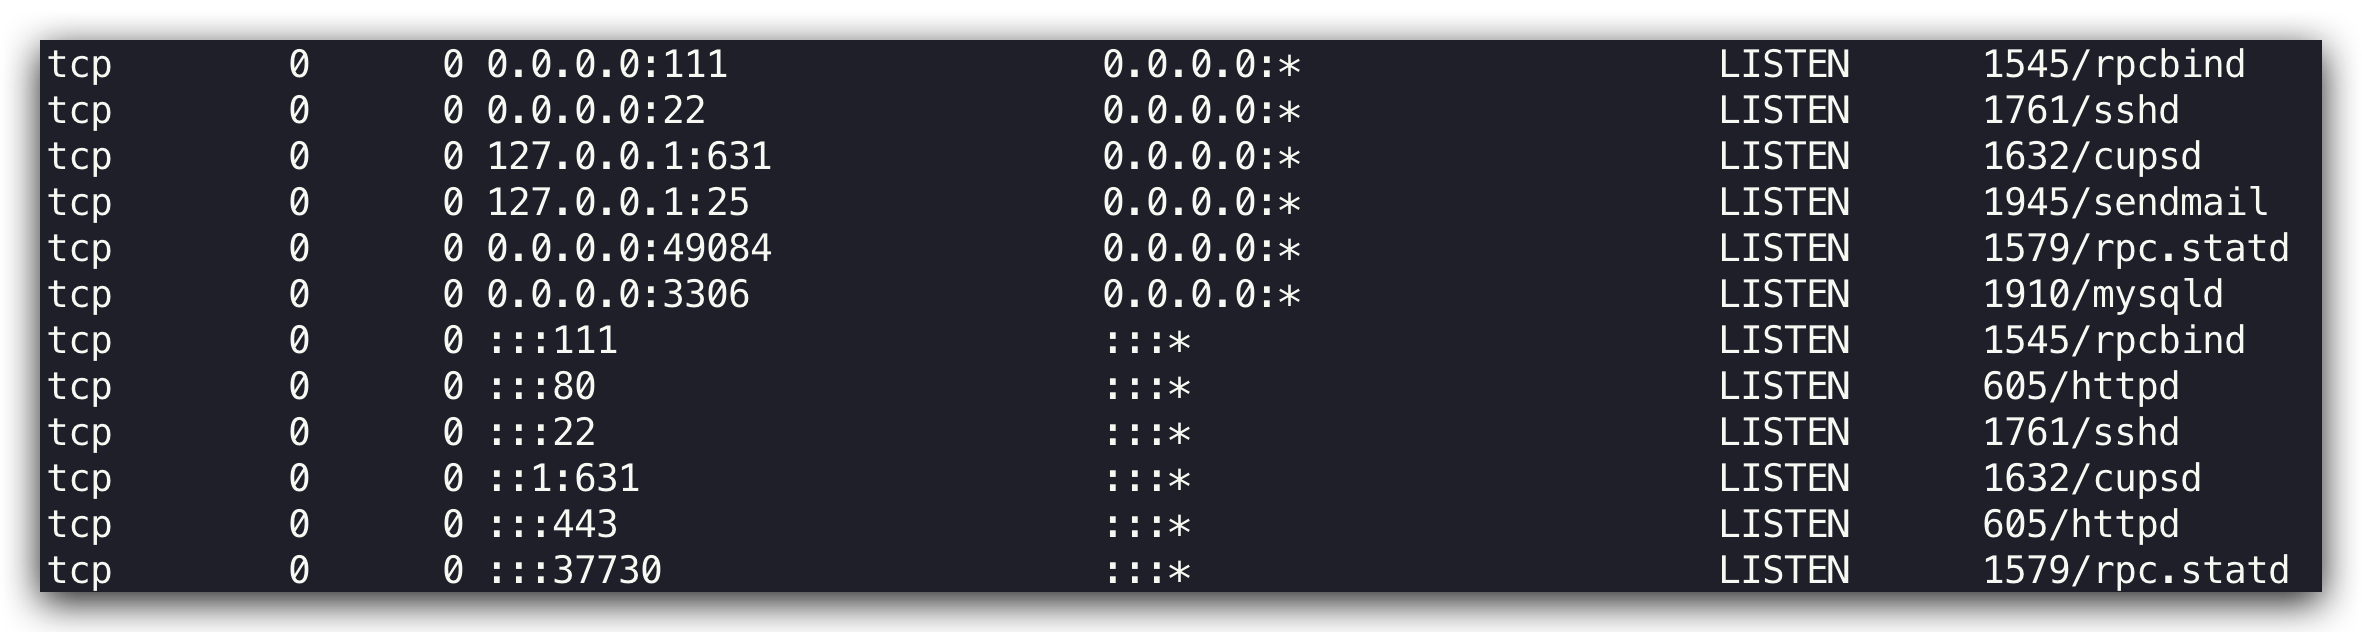 tcp        0      0 0.0.0.0:111                 0.0.0.0:*                   LISTEN      1545/rpcbind
tcp        0      0 0.0.0.0:22                  0.0.0.0:*                   LISTEN      1761/sshd
tcp        0      0 127.0.0.1:631               0.0.0.0:*                   LISTEN      1632/cupsd
tcp        0      0 127.0.0.1:25                0.0.0.0:*                   LISTEN      1945/sendmail
tcp        0      0 0.0.0.0:49084               0.0.0.0:*                   LISTEN      1579/rpc.statd
tcp        0      0 0.0.0.0:3306                0.0.0.0:*                   LISTEN      1910/mysqld
tcp        0      0 :::111                      :::*                        LISTEN      1545/rpcbind
tcp        0      0 :::80                       :::*                        LISTEN      605/httpd
tcp        0      0 :::22                       :::*                        LISTEN      1761/sshd
tcp        0      0 ::1:631                     :::*                        LISTEN      1632/cupsd
tcp        0      0 :::443                      :::*                        LISTEN      605/httpd
tcp        0      0 :::37730                    :::*                        LISTEN      1579/rpc.statd